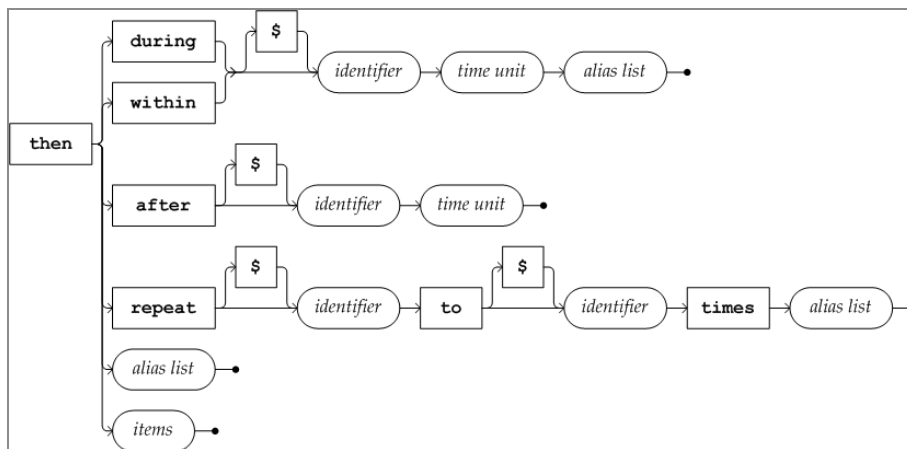 $
during
identifier time unit alias list
within
then
$
after identifier time unit
$ $
repeat identifier to identifier times alias list
alias list
items